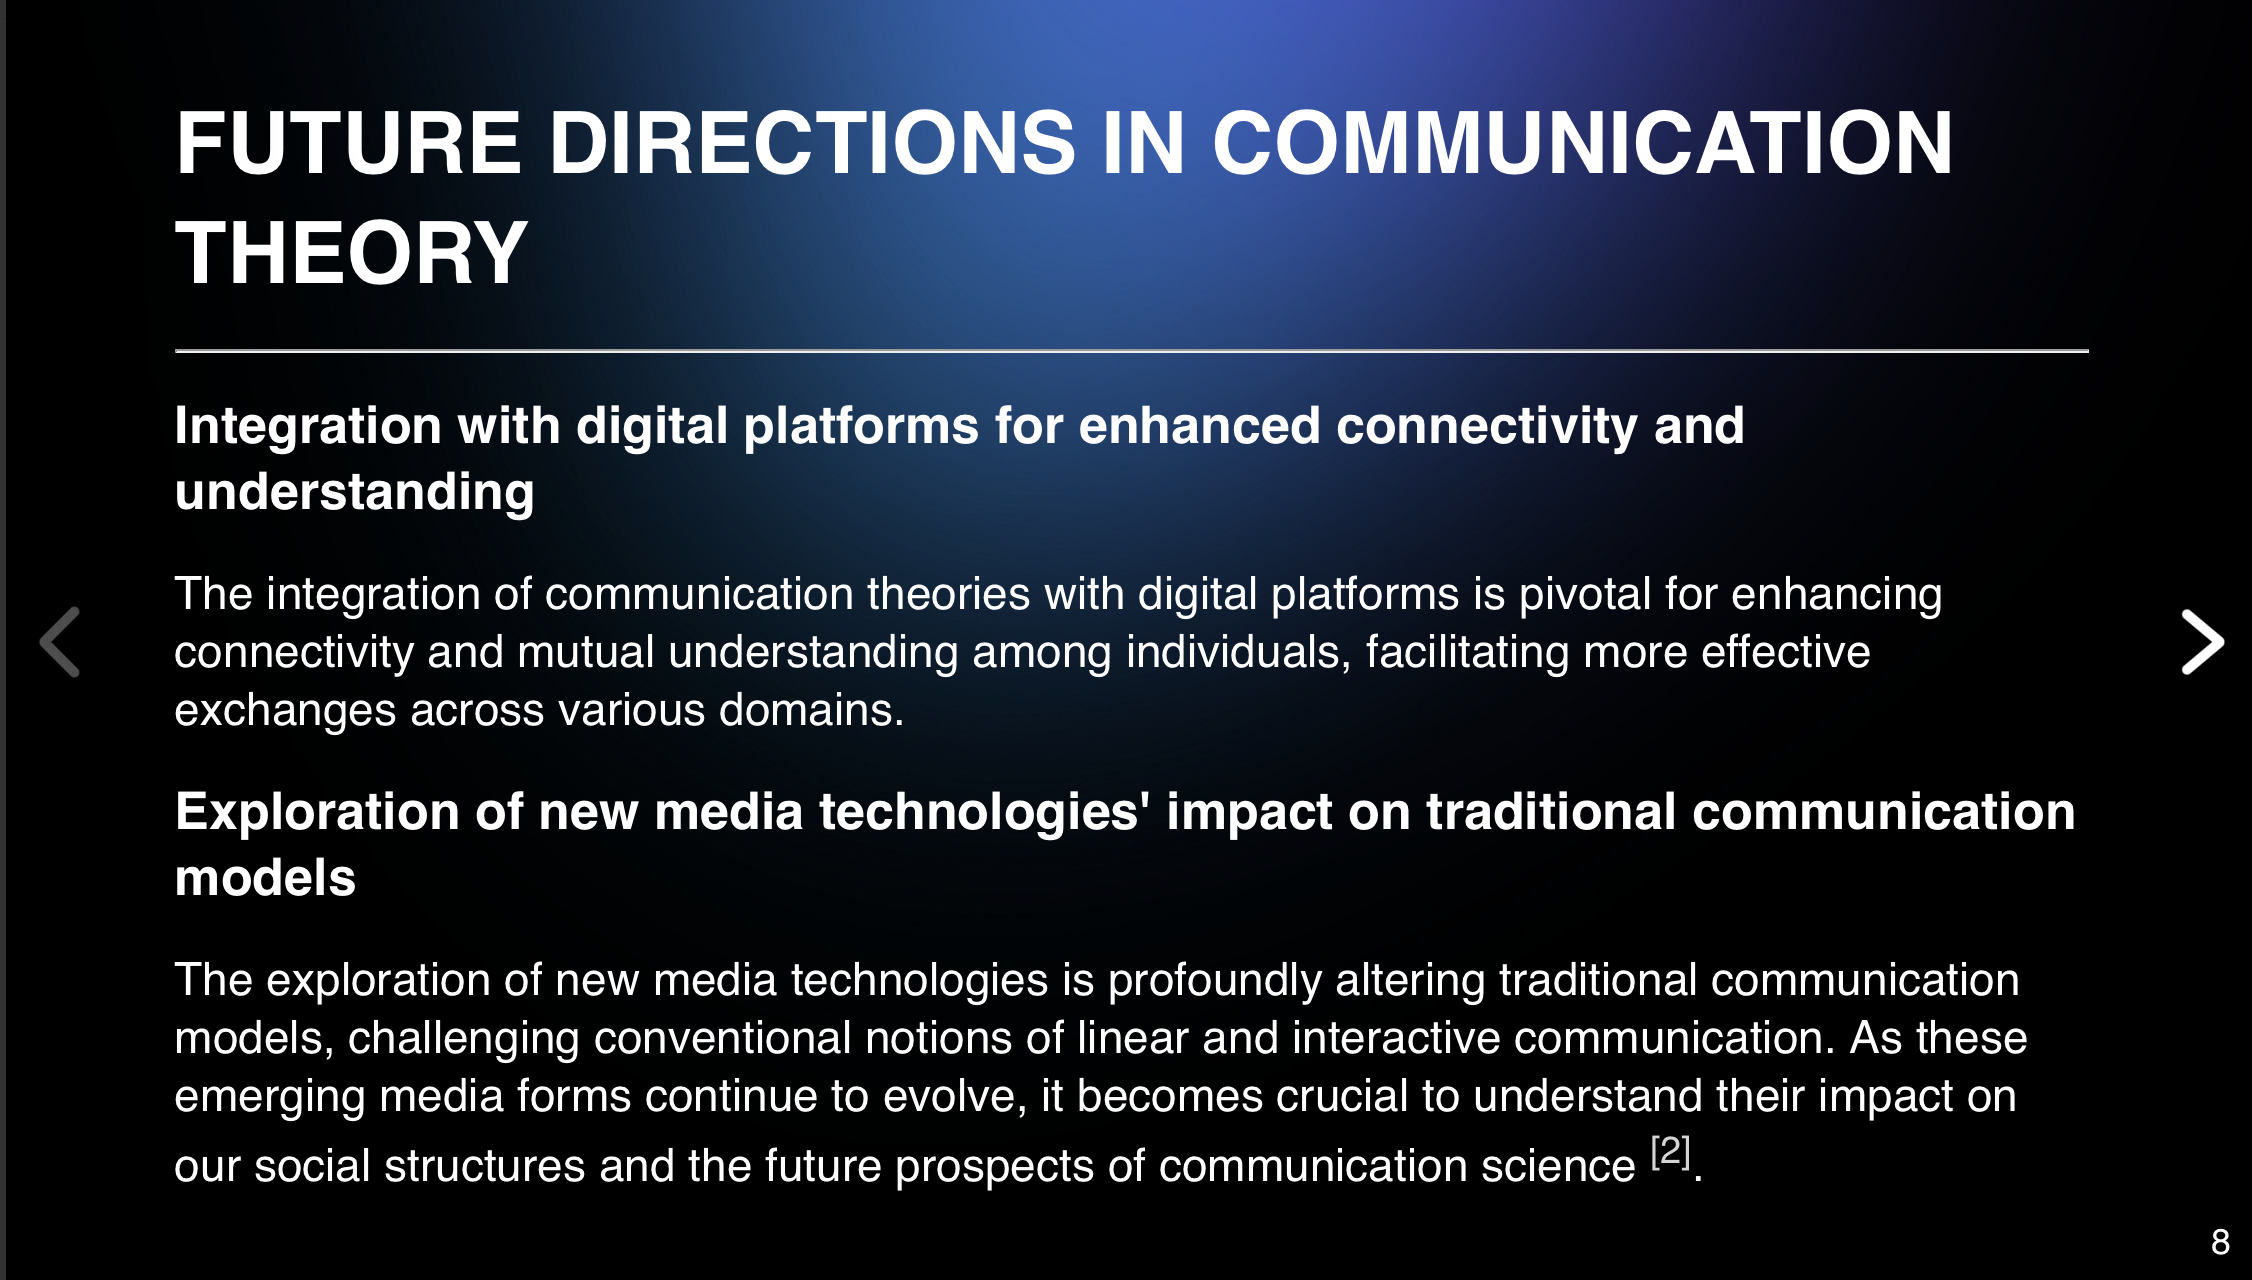 FUTURE DIRECTIONS IN COMMUNICATION
THEORY
Integration with digital platforms for enhanced connectivity and
understanding
The integration of communication theories with digital platforms is pivotal for enhancing
connectivity and mutual understanding among individuals, facilitating more effective
exchanges across various domains.
Exploration of new media technologies' impact on traditional communication
models
The exploration of new media technologies is profoundly altering traditional communication
models, challenging conventional notions of linear and interactive communication. As these
emerging media forms continue to evolve, it becomes crucial to understand their impact on
our social structures and the future prospects of communication science [2].
8